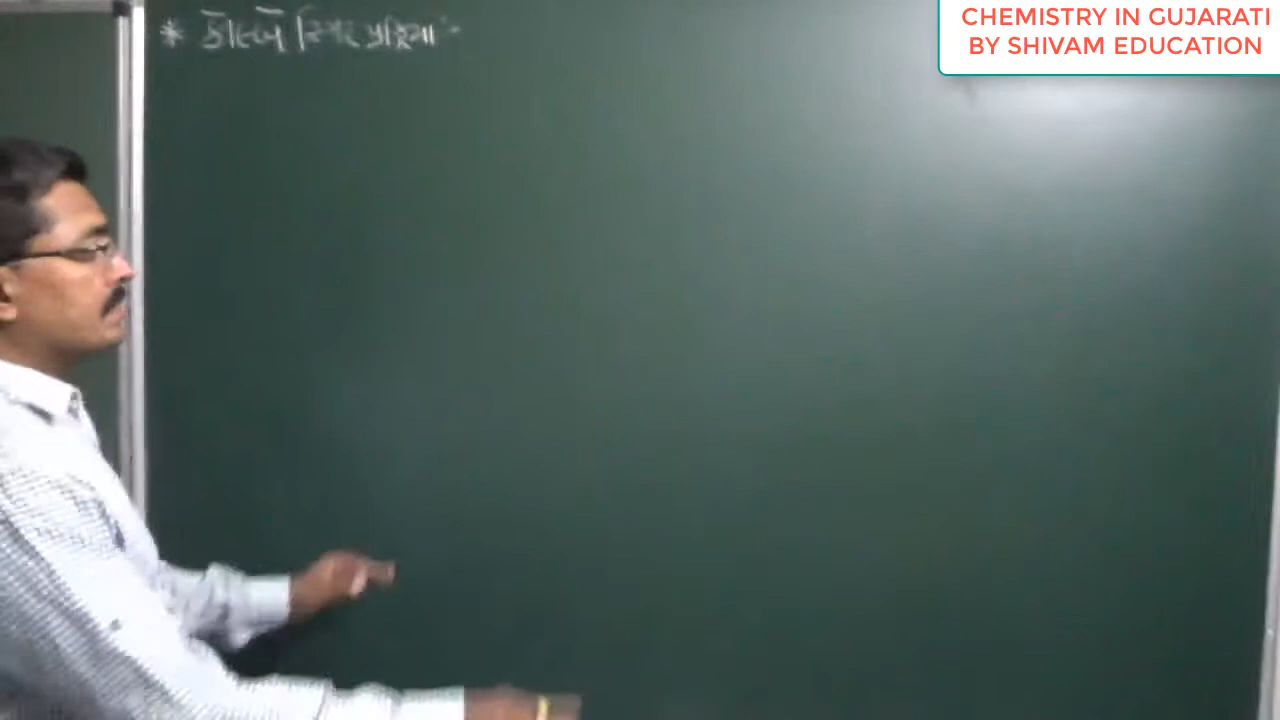 CHEMISTRY IN GUJARATI
BY SHIVAM EDUCATION
* કોલ્બે શ્મિટ પ્રક્રિયા :-